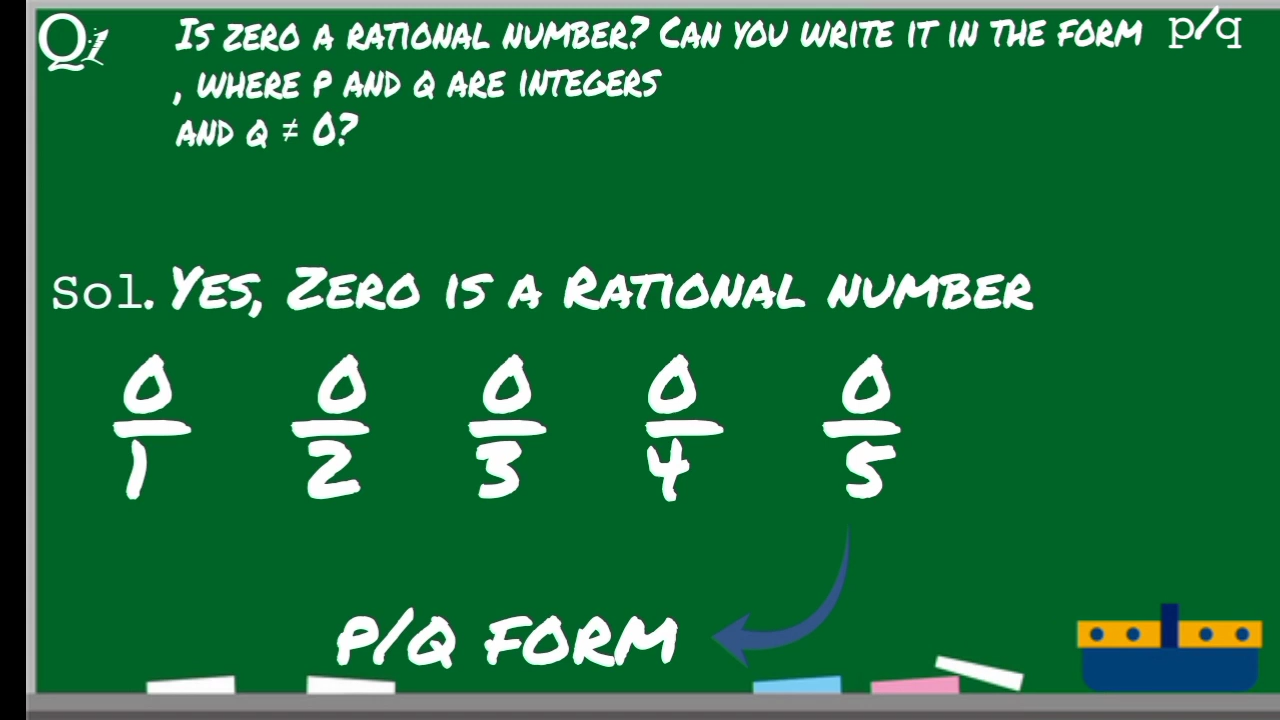 Q1 Is zero a rational number? Can you write it in the form p/q
, where p and q are integers
and q ≠ 0?
Sol. Yes, Zero is a Rational number
0/1 0/2 0/3 0/4 0/5
P/Q form